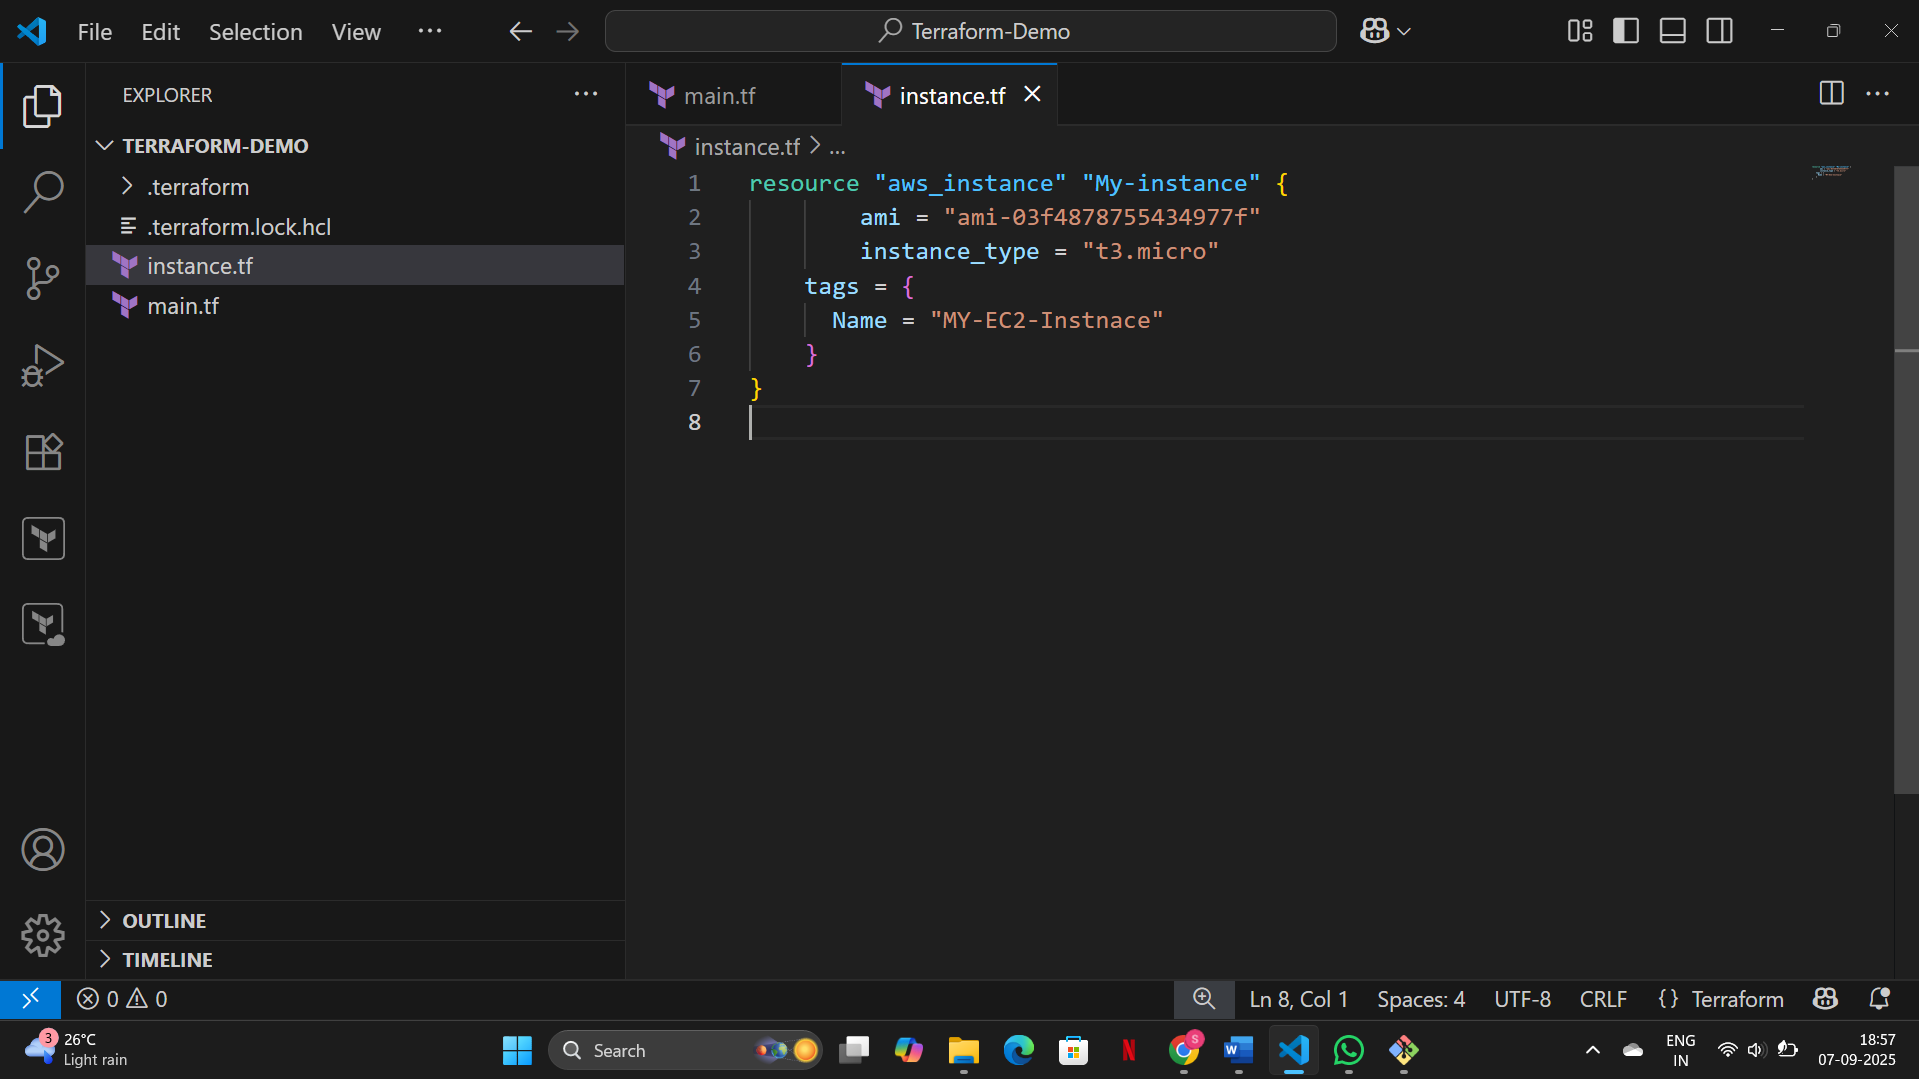 File Edit Selection View ··· Terraform-Demo
EXPLORER ···
TERRAFORM-DEMO
.terraform
.terraform.lock.hcl
instance.tf
main.tf
OUTLINE
TIMELINE
main.tf instance.tf
instance.tf > ...
1 resource "aws_instance" "My-instance" {
2 ami = "ami-03f4878755434977f"
3 instance_type = "t3.micro"
4 tags = {
5 Name = "MY-EC2-Instnace"
6 }
7 }
8
0 0 Ln 8, Col 1 Spaces: 4 UTF-8 CRLF {} Terraform
3 26°C
Light rain
Search
N
S
W
ENG
IN
18:57
07-09-2025